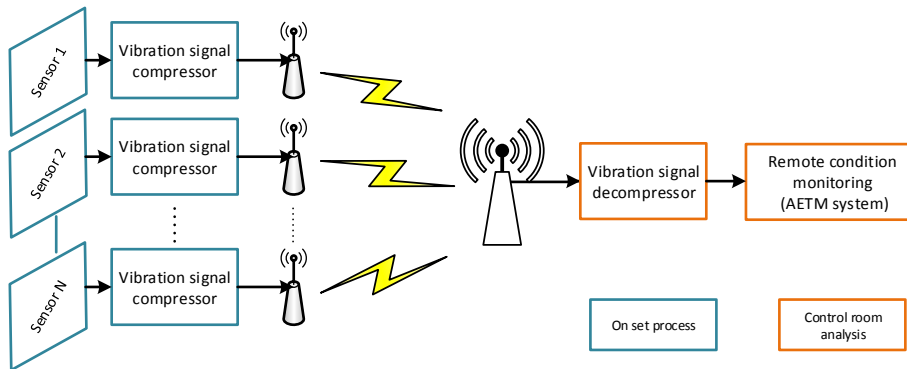 Sensor 1
Vibration signal
compressor
Sensor 2
Vibration signal
compressor
Sensor N
Vibration signal
compressor
Vibration signal
decompressor
Remote condition
monitoring
(AETM system)
On set process
Control room
analysis